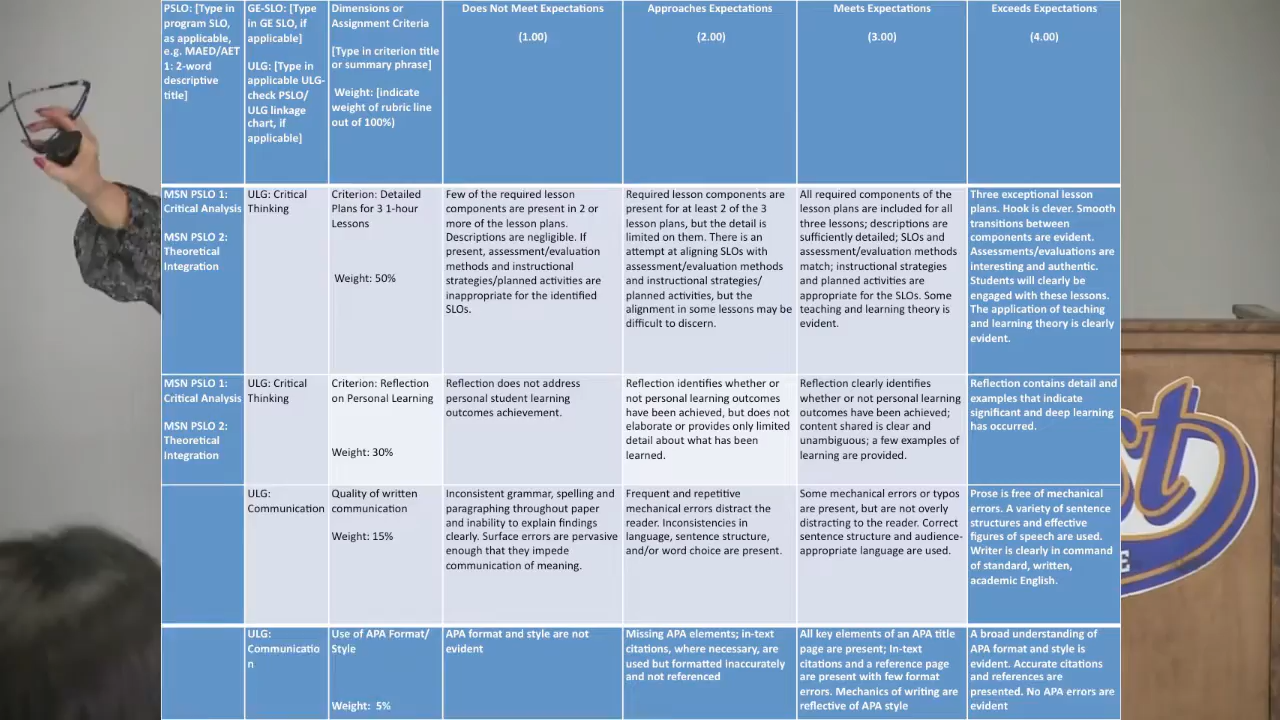 PSLO: [Type in
program SLO,
as applicable,
e.g. MAED/AET
1: 2-word
descriptive
title]
GE-SLO: [Type
in GE SLO, if
applicable]
ULG: [Type in
applicable ULG-
check PSLO/
ULG linkage
chart, if
applicable]
Dimensions or
Assignment Criteria
[Type in criterion title
or summary phrase]
Weight: [indicate
weight of rubric line
out of 100%)
Does Not Meet Expectations
(1.00)
Approaches Expectations
(2.00)
Meets Expectations
(3.00)
Exceeds Expectations
(4.00)
MSN PSLO 1:
Critical Analysis
MSN PSLO 2:
Theoretical
Integration
ULG: Critical
Thinking
Criterion: Detailed
Plans for 3 1-hour
Lessons
Weight: 50%
Few of the required lesson
components are present in 2 or
more of the lesson plans.
Descriptions are negligible. If
present, assessment/evaluation
methods and instructional
strategies/planned activities are
inappropriate for the identified
SLOs.
Required lesson components are
present for at least 2 of the 3
lesson plans, but the detail is
limited on them. There is an
attempt at aligning SLOs with
assessment/evaluation methods
and instructional strategies/
planned activities, but the
alignment in some lessons may be
difficult to discern.
All required components of the
lesson plans are included for all
three lessons; descriptions are
sufficiently detailed; SLOs and
assessment/evaluation methods
match; instructional strategies
and planned activities are
appropriate for the SLOs. Some
teaching and learning theory is
evident.
Three exceptional lesson
plans. Hook is clever. Smooth
transitions between
components are evident.
Assessments/evaluations are
interesting and authentic.
Students will clearly be
engaged with these lessons.
The application of teaching
and learning theory is clearly
evident.
MSN PSLO 1:
Critical Analysis
MSN PSLO 2:
Theoretical
Integration
ULG: Critical
Thinking
Criterion: Reflection
on Personal Learning
Weight: 30%
Reflection does not address
personal student learning
outcomes achievement.
Reflection identifies whether or
not personal learning outcomes
have been achieved, but does not
elaborate or provides only limited
detail about what has been
learned.
Reflection clearly identifies
whether or not personal learning
outcomes have been achieved;
content shared is clear and
unambiguous; a few examples of
learning are provided.
Reflection contains detail and
examples that indicate
significant and deep learning
has occurred.
ULG:
Communication
Quality of written
communication
Weight: 15%
Inconsistent grammar, spelling and
paragraphing throughout paper
and inability to explain findings
clearly. Surface errors are pervasive
enough that they impede
communication of meaning.
Frequent and repetitive
mechanical errors distract the
reader. Inconsistencies in
language, sentence structure,
and/or word choice are present.
Some mechanical errors or typos
are present, but are not overly
distracting to the reader. Correct
sentence structure and audience-
appropriate language are used.
Prose is free of mechanical
errors. A variety of sentence
structures and effective
figures of speech are used.
Writer is clearly in command
of standard, written,
academic English.
ULG:
Communicatio
n
Use of APA Format/
Style
Weight: 5%
APA format and style are not
evident
Missing APA elements; in-text
citations, where necessary, are
used but formatted inaccurately
and not referenced
All key elements of an APA title
page are present; In-text
citations and a reference page
are present with few format
errors. Mechanics of writing are
reflective of APA style
A broad understanding of
APA format and style is
evident. Accurate citations
and references are
presented. No APA errors are
evident